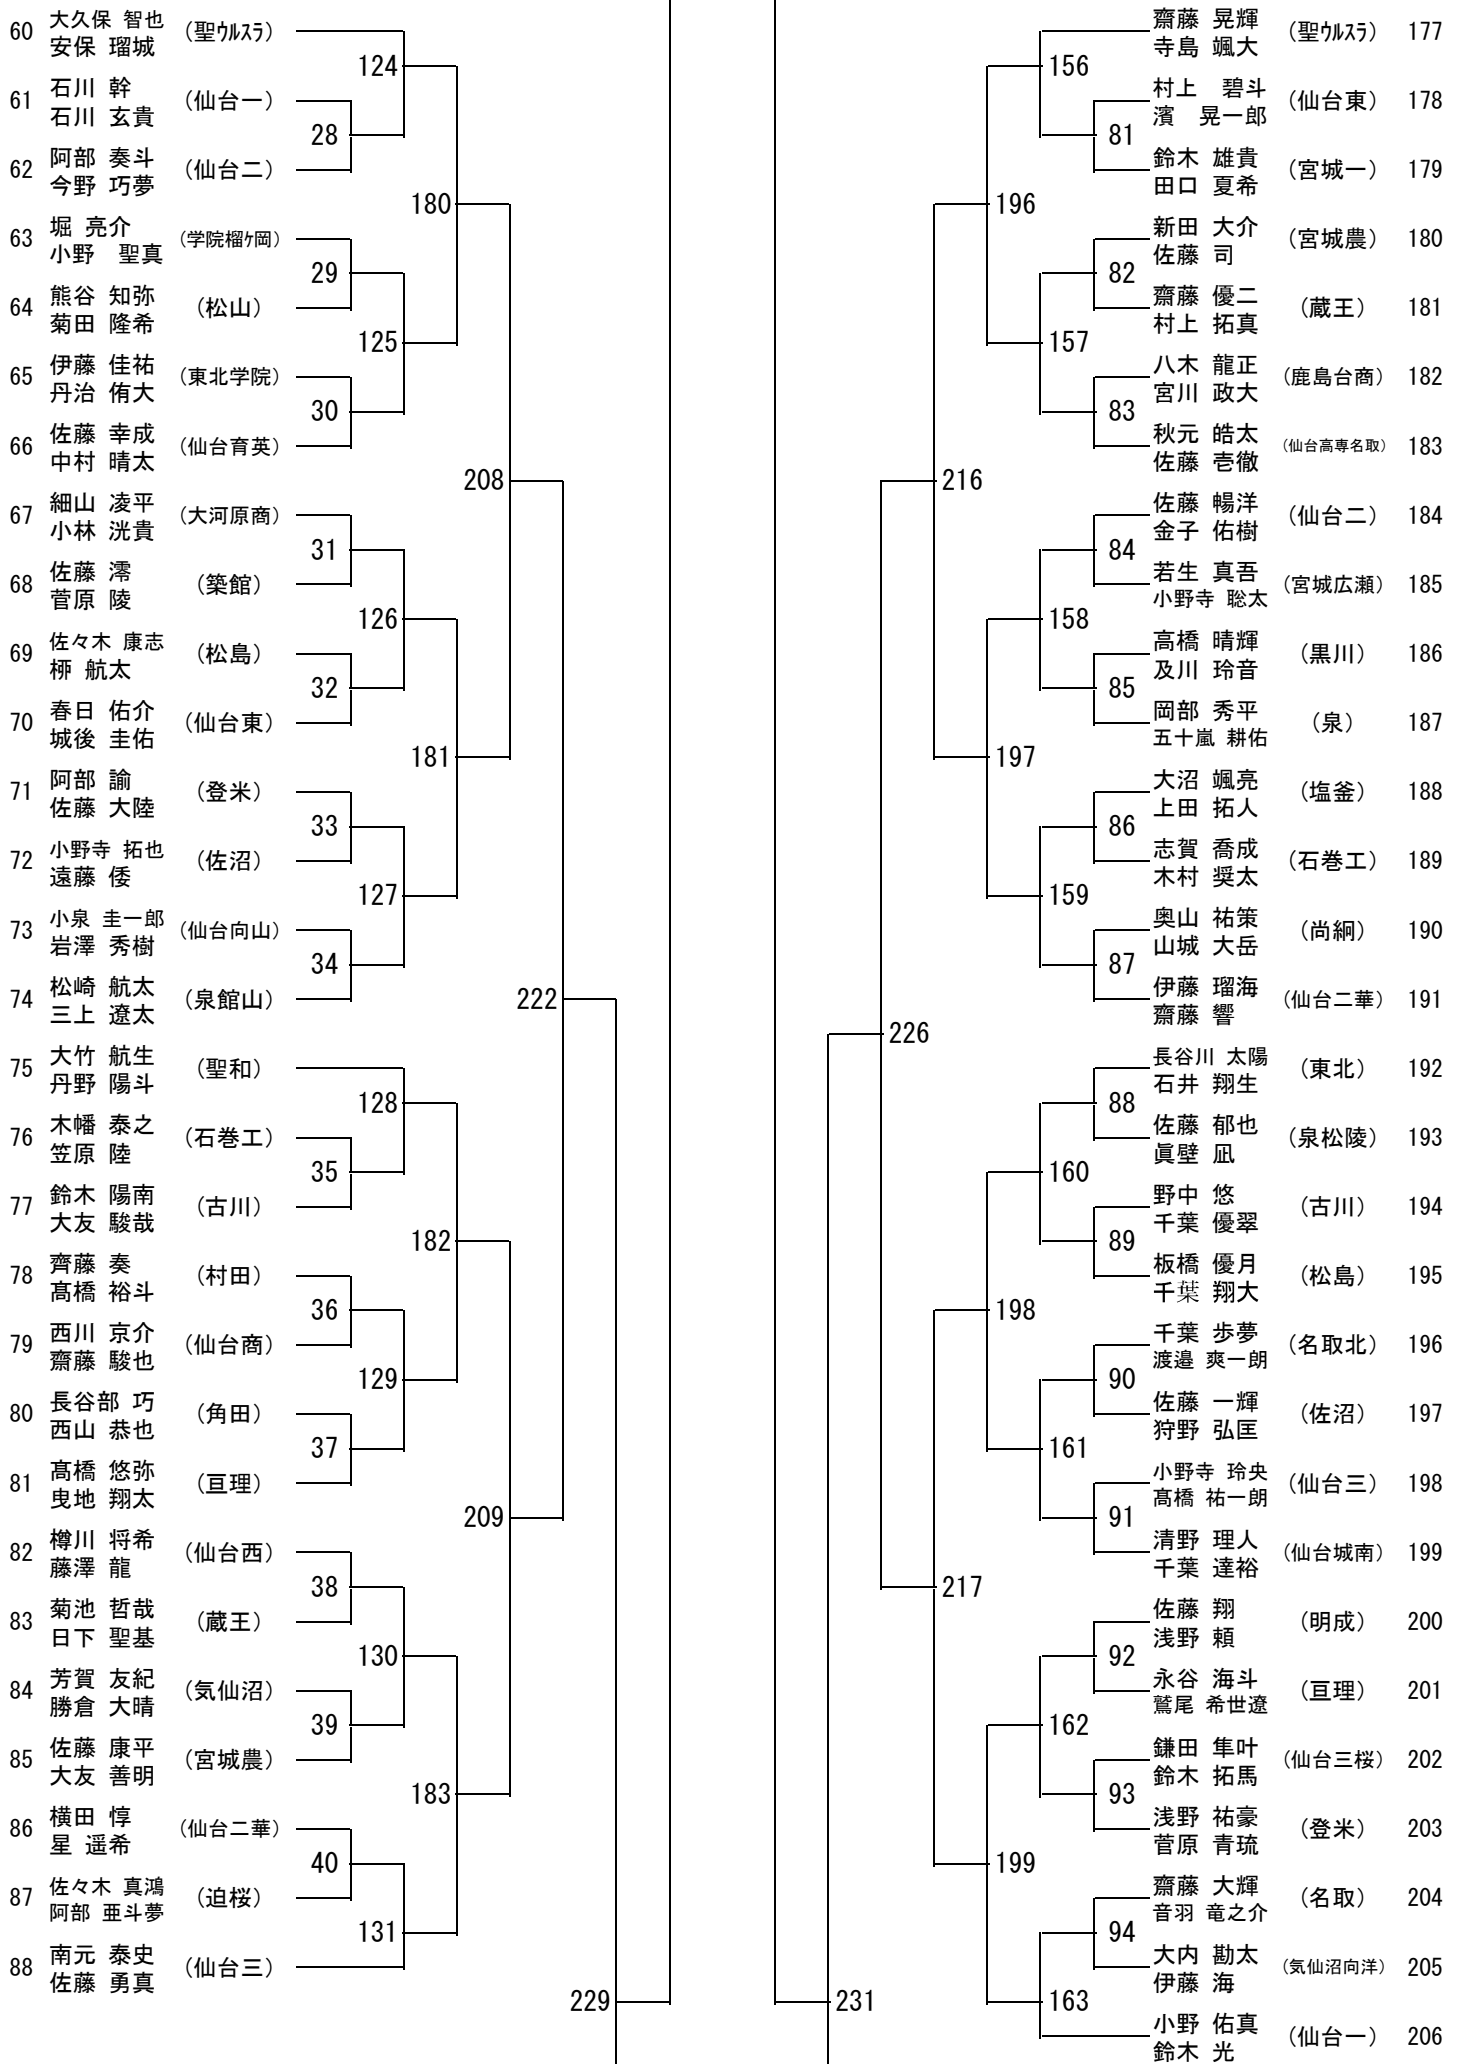 60 大久保 智也
安保 瑠城 (聖ｳﾙｽﾗ)
124
61 石川 幹
石川 玄貴 (仙台一)
28
62 阿部 奏斗
今野 巧夢 (仙台二)
180
63 堀 亮介
小野 聖真 (学院榴ケ岡)
29
64 熊谷 知弥
菊田 隆希 (松山)
125
65 伊藤 佳祐
丹治 侑大 (東北学院)
30
66 佐藤 幸成
中村 晴太 (仙台育英)
208
67 細山 凌平
小林 洸貴 (大河原商)
31
68 佐藤 澪
菅原 陵 (築館)
126
69 佐々木 康志
栁 航太 (松島)
32
70 春日 佑介
城後 圭佑 (仙台東)
181
71 阿部 諭
佐藤 大陸 (登米)
33
72 小野寺 拓也
遠藤 倭 (佐沼)
127
73 小泉 圭一郎
岩澤 秀樹 (仙台向山)
34
74 松崎 航太
三上 遼太 (泉館山)
222
75 大竹 航生
丹野 陽斗 (聖和)
128
76 木幡 泰之
笠原 陸 (石巻工)
35
77 鈴木 陽南
大友 駿哉 (古川)
182
78 齊藤 奏
髙橋 裕斗 (村田)
36
79 西川 京介
齋藤 駿也 (仙台商)
129
80 長谷部 巧
西山 恭也 (角田)
37
81 髙橋 悠弥
曳地 翔太 (亘理)
209
82 樽川 将希
藤澤 龍 (仙台西)
38
83 菊池 哲哉
日下 聖基 (蔵王)
130
84 芳賀 友紀
勝倉 大晴 (気仙沼)
39
85 佐藤 康平
大友 善明 (宮城農)
183
86 横田 惇
星 遥希 (仙台二華)
40
87 佐々木 真鴻
阿部 亜斗夢 (迫桜)
131
88 南元 泰史
佐藤 勇真 (仙台三)
229
齋藤 晃輝
寺島 颯大 (聖ｳﾙｽﾗ) 177
156
村上 碧斗
濱 晃一郎 (仙台東) 178
81
鈴木 雄貴
田口 夏希 (宮城一) 179
196
新田 大介
佐藤 司 (宮城農) 180
82
齋藤 優二
村上 拓真 (蔵王) 181
157
八木 龍正
宮川 政大 (鹿島台商) 182
83
秋元 皓太
佐藤 壱徹 (仙台高専名取) 183
216
佐藤 暢洋
金子 佑樹 (仙台二) 184
84
若生 真吾
小野寺 聡太 (宮城広瀬) 185
158
高橋 晴輝
及川 玲音 (黒川) 186
85
岡部 秀平
五十嵐 耕佑 (泉) 187
197
大沼 颯亮
上田 拓人 (塩釜) 188
86
志賀 喬成
木村 奨太 (石巻工) 189
159
奥山 祐策
山城 大岳 (尚絅) 190
87
伊藤 瑠海
齋藤 響 (仙台二華) 191
226
長谷川 太陽
石井 翔生 (東北) 192
88
佐藤 郁也
眞壁 凪 (泉松陵) 193
160
野中 悠
千葉 優翠 (古川) 194
89
板橋 優月
千葉 翔大 (松島) 195
198
千葉 歩夢
渡邉 爽一朗 (名取北) 196
90
佐藤 一輝
狩野 弘匡 (佐沼) 197
161
小野寺 玲央
髙橋 祐一朗 (仙台三) 198
91
清野 理人
千葉 達裕 (仙台城南) 199
217
佐藤 翔
浅野 頼 (明成) 200
92
永谷 海斗
鷲尾 希世遼 (亘理) 201
162
鎌田 隼叶
鈴木 拓馬 (仙台三桜) 202
93
浅野 祐豪
菅原 青琉 (登米) 203
199
齋藤 大輝
音羽 竜之介 (名取) 204
94
大内 勘太
伊藤 海 (気仙沼向洋) 205
231
163
小野 佑真
鈴木 光 (仙台一) 206